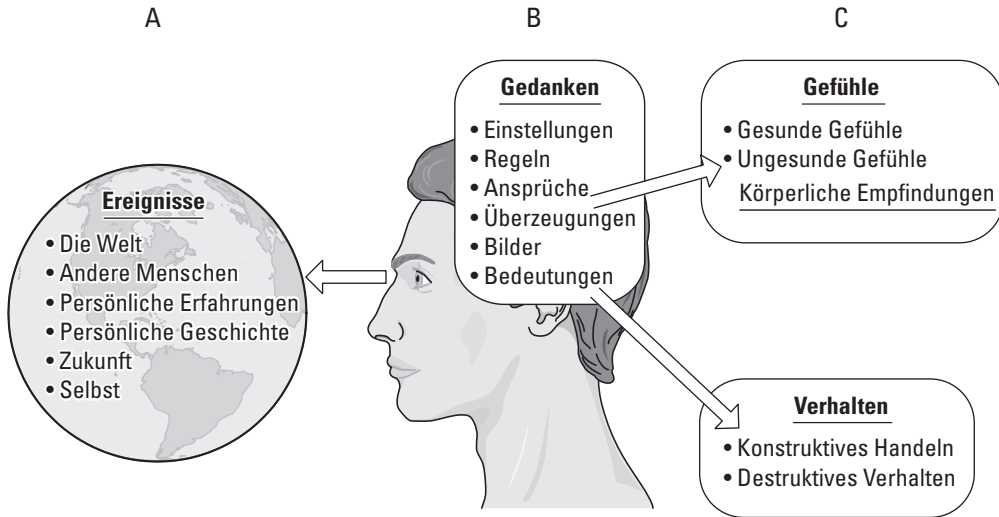 A
B
C
Ereignisse
• Die Welt
• Andere Menschen
• Persönliche Erfahrungen
• Persönliche Geschichte
• Zukunft
• Selbst
Gedanken
• Einstellungen
• Regeln
• Ansprüche
• Überzeugungen
• Bilder
• Bedeutungen
Gefühle
• Gesunde Gefühle
• Ungesunde Gefühle
Körperliche Empfindungen
Verhalten
• Konstruktives Handeln
• Destruktives Verhalten